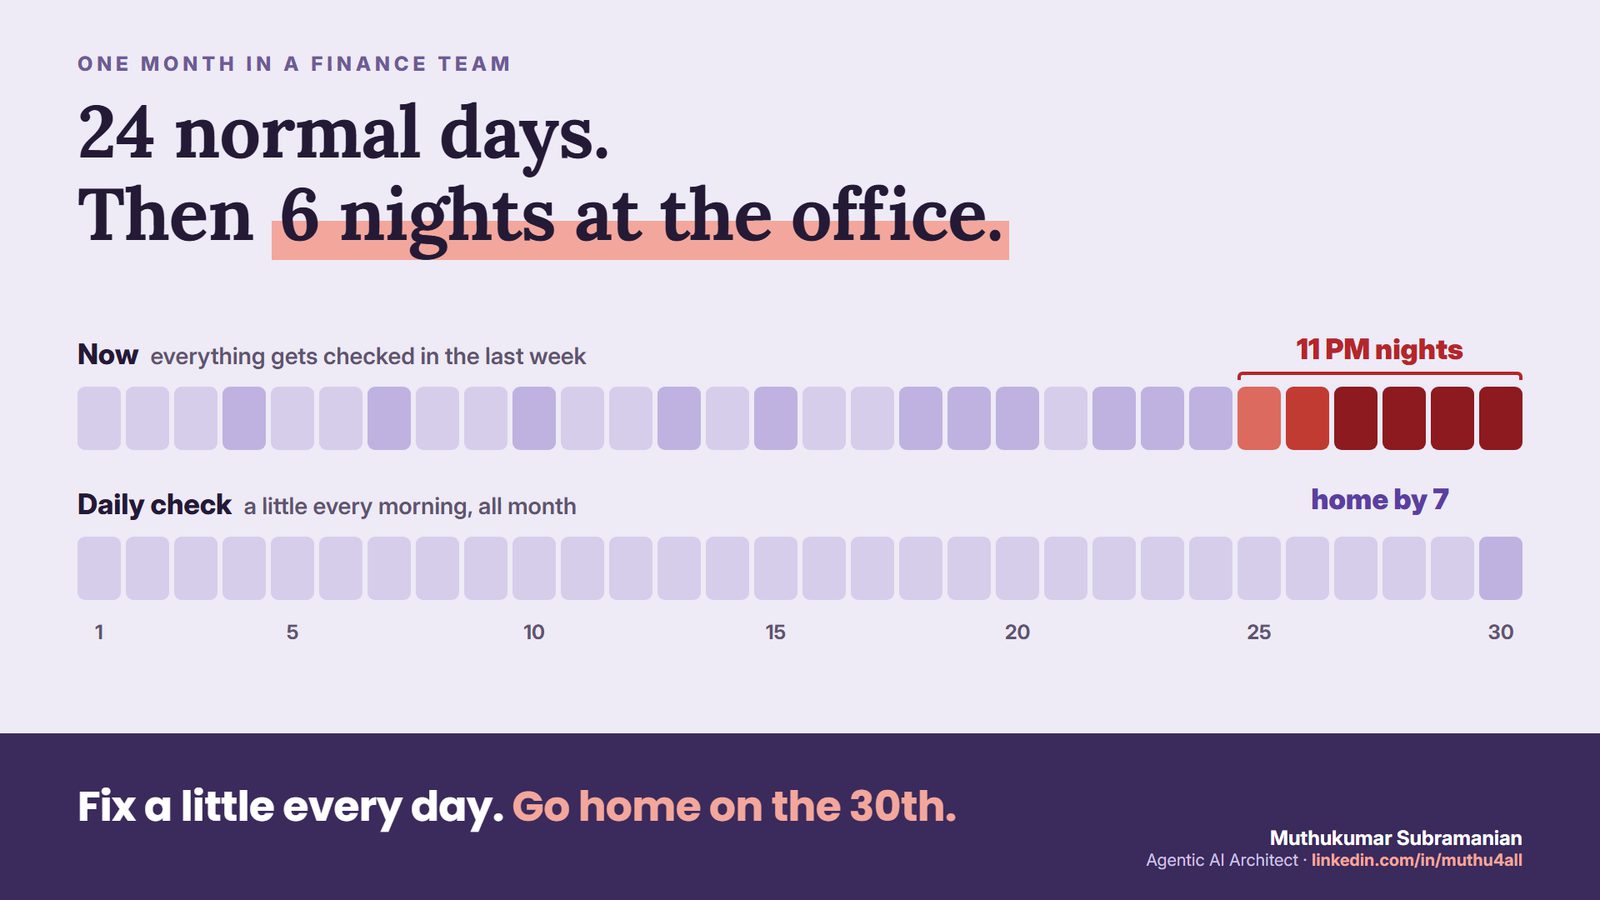 ONE MONTH IN A FINANCE TEAM
24 normal days.
Then 6 nights at the office.
Now everything gets checked in the last week
11 PM nights
Daily check a little every morning, all month
home by 7
1 5 10 15 20 25 30
Fix a little every day. Go home on the 30th.
Muthukumar Subramanian
Agentic AI Architect · linkedin.com/in/muthu4all